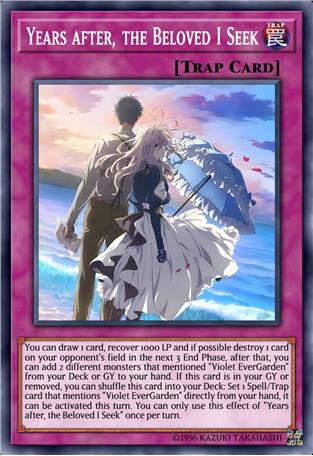 Years after, the Beloved I Seek
TRAP
罠
[Trap Card]
You can draw 1 card, recover 1000 LP and if possible destroy 1 card
on your opponent's field in the next 3 End Phase, after that, you
can add 2 different monsters that mentioned "Violet EverGarden"
from your Deck or GY to your hand. If this card is in your GY or
removed, you can shuffle this card into your Deck: Set 1 Spell/Trap
card that mentions "Violet EverGarden" directly from your hand, it
can be activated this turn. You can only use this effect of "Years
after, the Beloved I Seek" once per turn.
©1996 KAZUKI TAKAHASHI